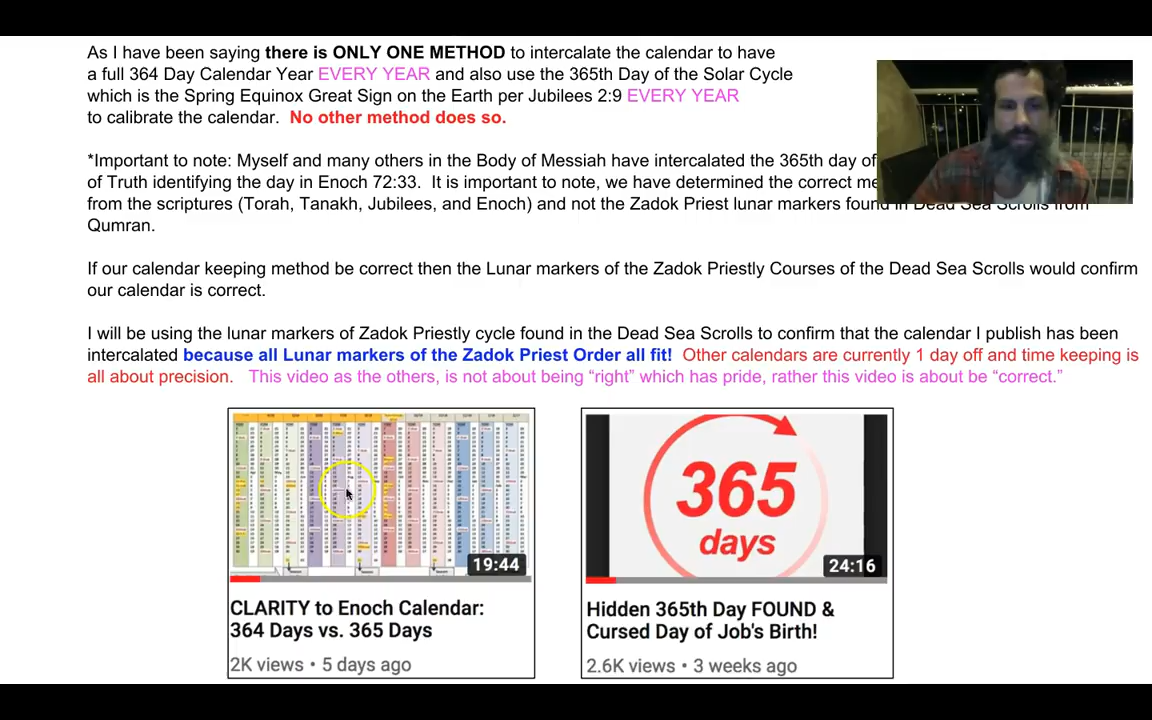 As I have been saying there is ONLY ONE METHOD to intercalate the calendar to have
a full 364 Day Calendar Year EVERY YEAR and also use the 365th Day of the Solar Cycle
which is the Spring Equinox Great Sign on the Earth per Jubilees 2:9 EVERY YEAR
to calibrate the calendar. No other method does so.
*Important to note: Myself and many others in the Body of Messiah have intercalated the 365th day of
of Truth identifying the day in Enoch 72:33. It is important to note, we have determined the correct
from the scriptures (Torah, Tanakh, Jubilees, and Enoch) and not the Zadok Priest lunar markers found in Dead Sea Scrolls from
Qumran.
If our calendar keeping method be correct then the Lunar markers of the Zadok Priestly Courses of the Dead Sea Scrolls would confirm
our calendar is correct.
I will be using the lunar markers of Zadok Priestly cycle found in the Dead Sea Scrolls to confirm that the calendar I publish has been
intercalated because all Lunar markers of the Zadok Priest Order all fit! Other calendars are currently 1 day off and time keeping is
all about precision. This video as the others, is not about being “right” which has pride, rather this video is about be “correct.”
365
days
19:44
24:16
CLARITY to Enoch Calendar:
364 Days vs. 365 Days
2K views • 5 days ago
Hidden 365th Day FOUND &
Cursed Day of Job's Birth!
2.6K views • 3 weeks ago